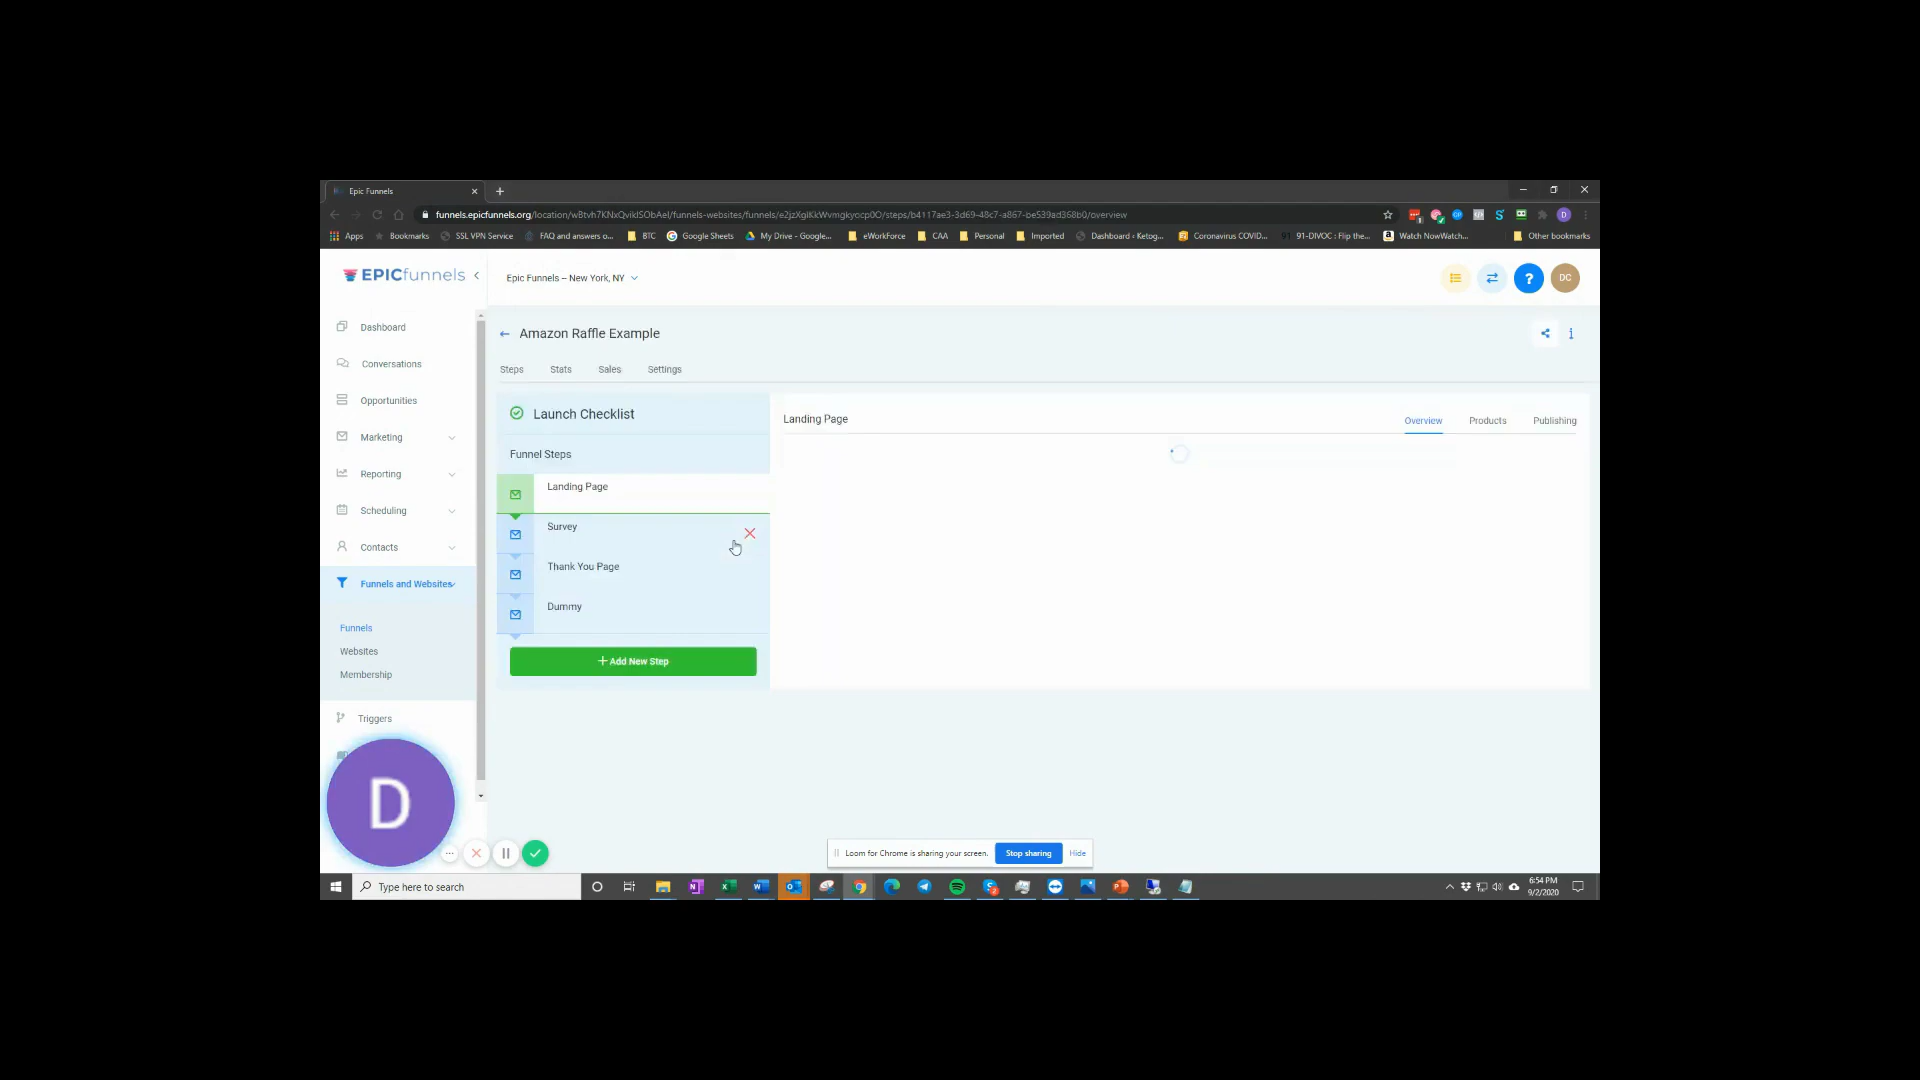 Epic Funnels
funnels.epicfunnels.org/location/w8tvh7KNxQvikISObAel/funnels-websites/funnels/e2jzXgIKkWvmgkyocp0O/steps/b4117ae3-3d69-48c7-a867-be539ad368b0/overview
Apps Bookmarks SSL VPN Service FAQ and answers o... BTC Google Sheets My Drive - Google... eWorkForce CAA Personal Imported Dashboard ‹ Ketog... Coronavirus COVID... 91-DIVOC : Flip the... Watch NowWatch... Other bookmarks
EPICfunnels
Epic Funnels – New York, NY
? DC
Dashboard
Conversations
Opportunities
Marketing
Reporting
Scheduling
Contacts
Funnels and Websites
Funnels
Websites
Membership
Triggers
Amazon Raffle Example
Steps Stats Sales Settings
Launch Checklist
Funnel Steps
Landing Page
Survey
Thank You Page
Dummy
+ Add New Step
Landing Page
Overview Products Publishing
D
Loom for Chrome is sharing your screen. Stop sharing Hide
Type here to search
6:54 PM
9/2/2020